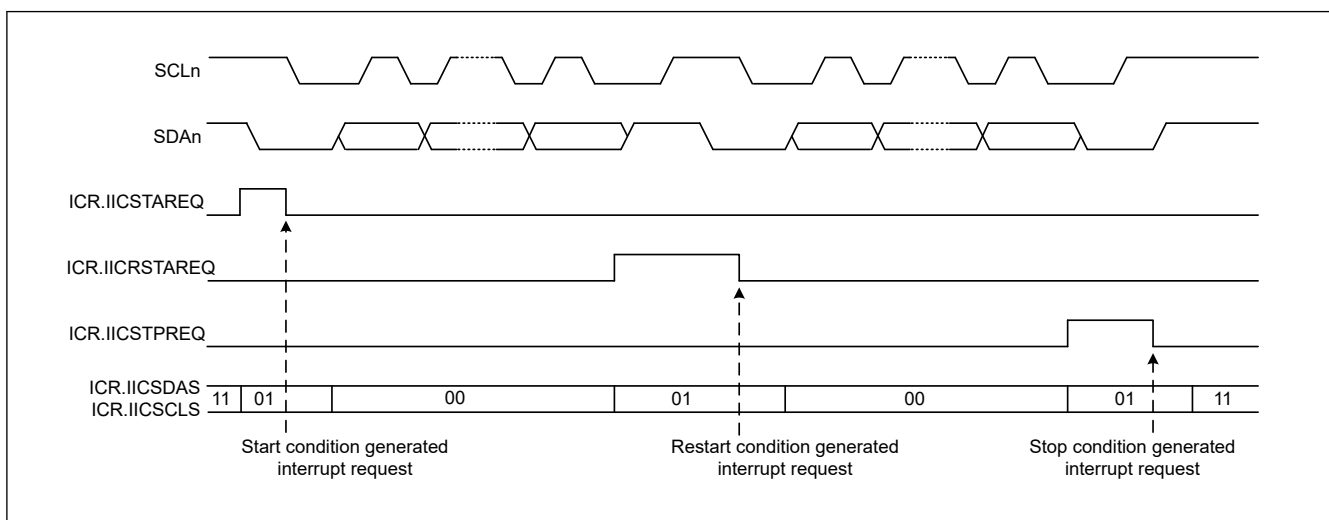 SCLn
SDAn
ICR.IICSTAREQ
ICR.IICRSTAREQ
ICR.IICSTPREQ
ICR.IICSDAS
ICR.IICSCLS
11 01 00 01 00 01 11
Start condition generated
interrupt request
Restart condition generated
interrupt request
Stop condition generated
interrupt request